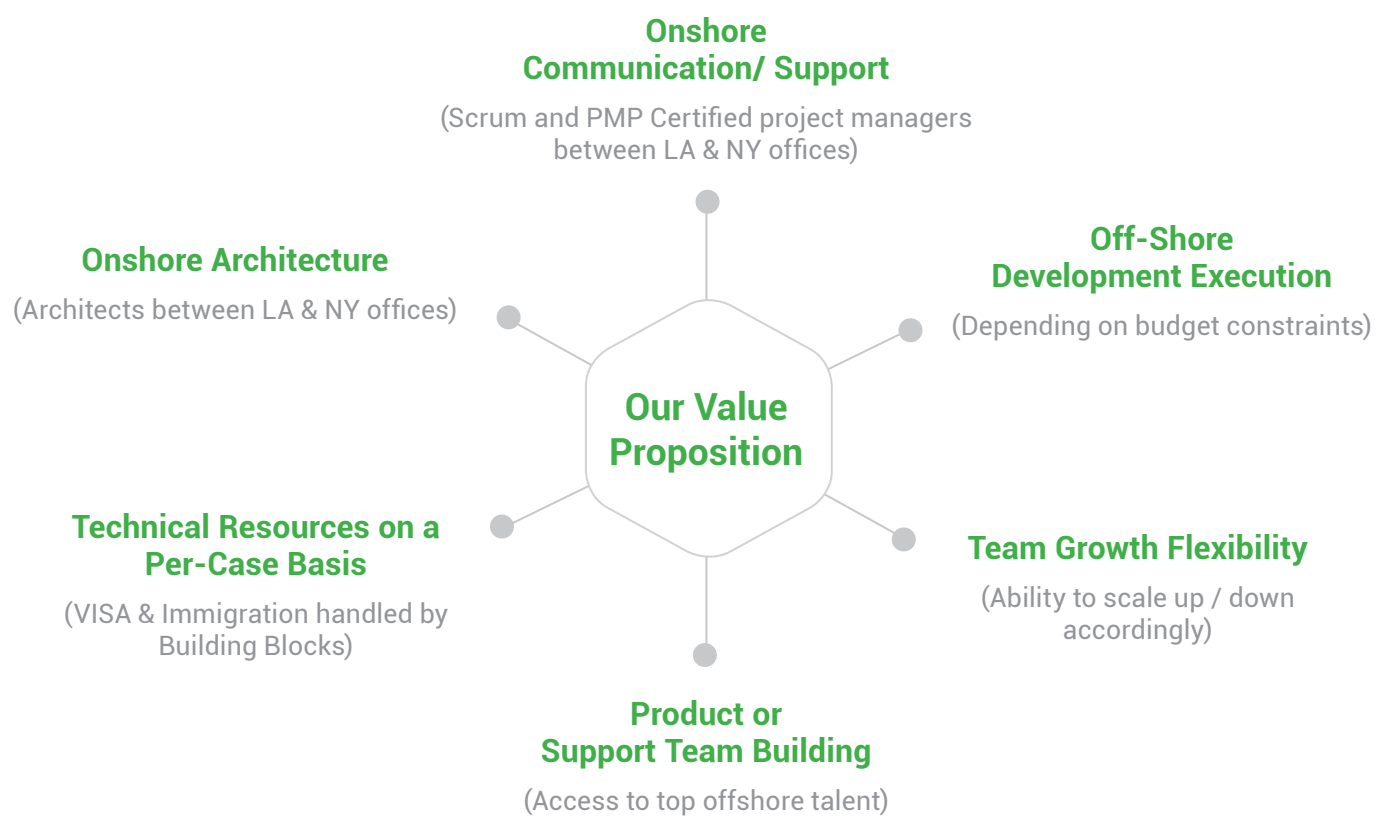 Onshore
Communication/ Support
(Scrum and PMP Certified project managers
between LA & NY offices)
Onshore Architecture
(Architects between LA & NY offices)
Off-Shore
Development Execution
(Depending on budget constraints)
Our Value
Proposition
Technical Resources on a
Per-Case Basis
(VISA & Immigration handled by
Building Blocks)
Team Growth Flexibility
(Ability to scale up / down
accordingly)
Product or
Support Team Building
(Access to top offshore talent)